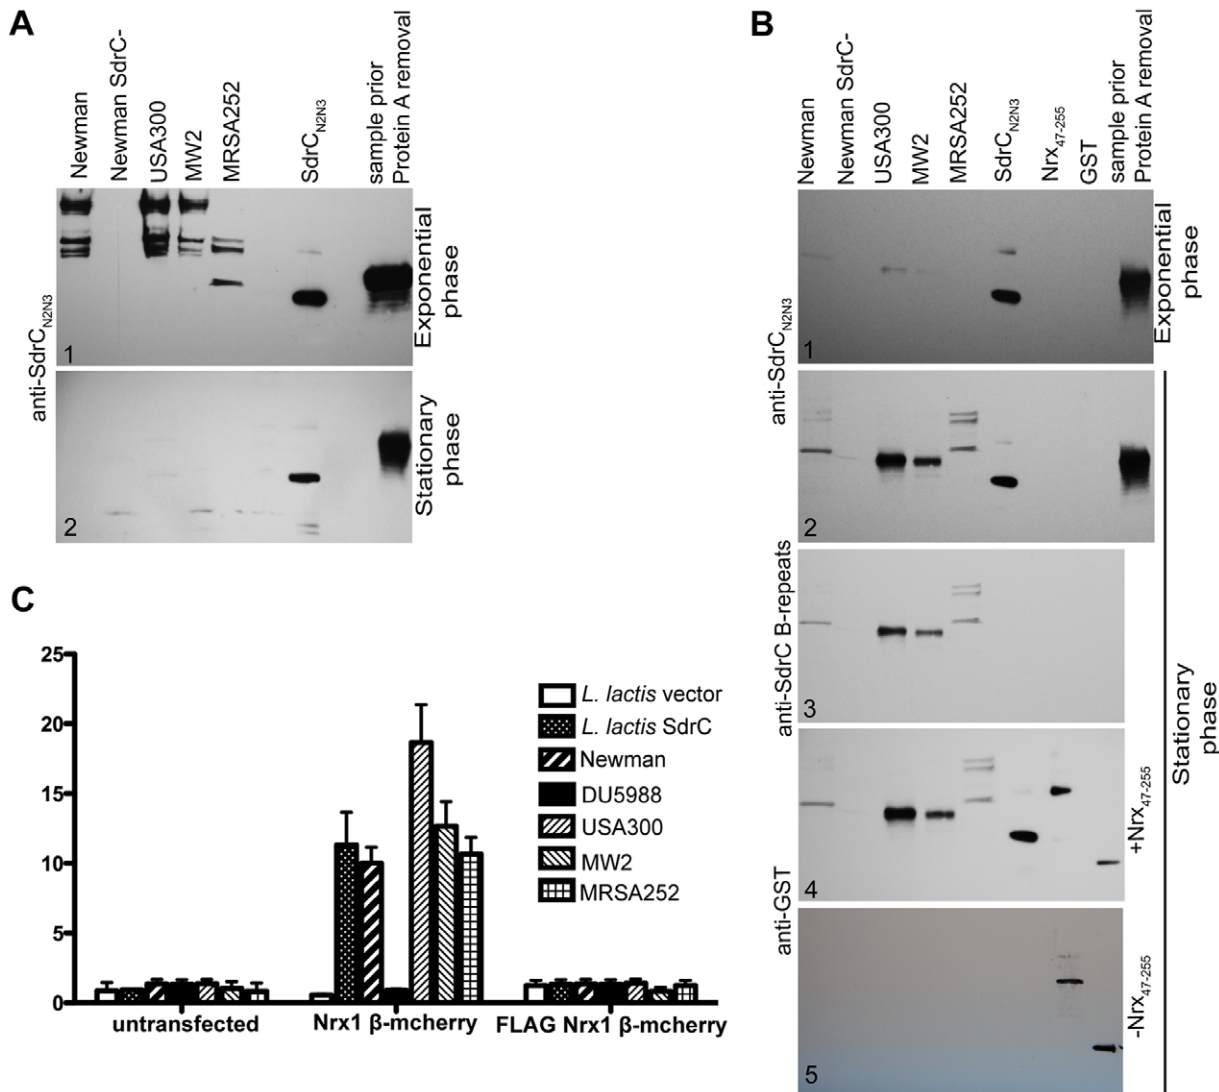 A
Newman
Newman SdrC-
USA300
MW2
MRSA252
SdrCN2N3
sample prior
Protein A removal
anti-SdrCN2N3
1
Exponential
phase
2
Stationary
phase
B
Newman
Newman SdrC-
USA300
MW2
MRSA252
SdrCN2N3
Nrx47-255
GST
sample prior
Protein A removal
anti-SdrCN2N3
1
Exponential
phase
2
anti-SdrC B-repeats
3
anti-GST
4
+Nrx47-255
5
-Nrx47-255
Stationary
phase
C
25
20
15
10
5
0
untransfected
Nrx1 β-mcherry
FLAG Nrx1 β-mcherry
L. lactis vector
L. lactis SdrC
Newman
DU5988
USA300
MW2
MRSA252